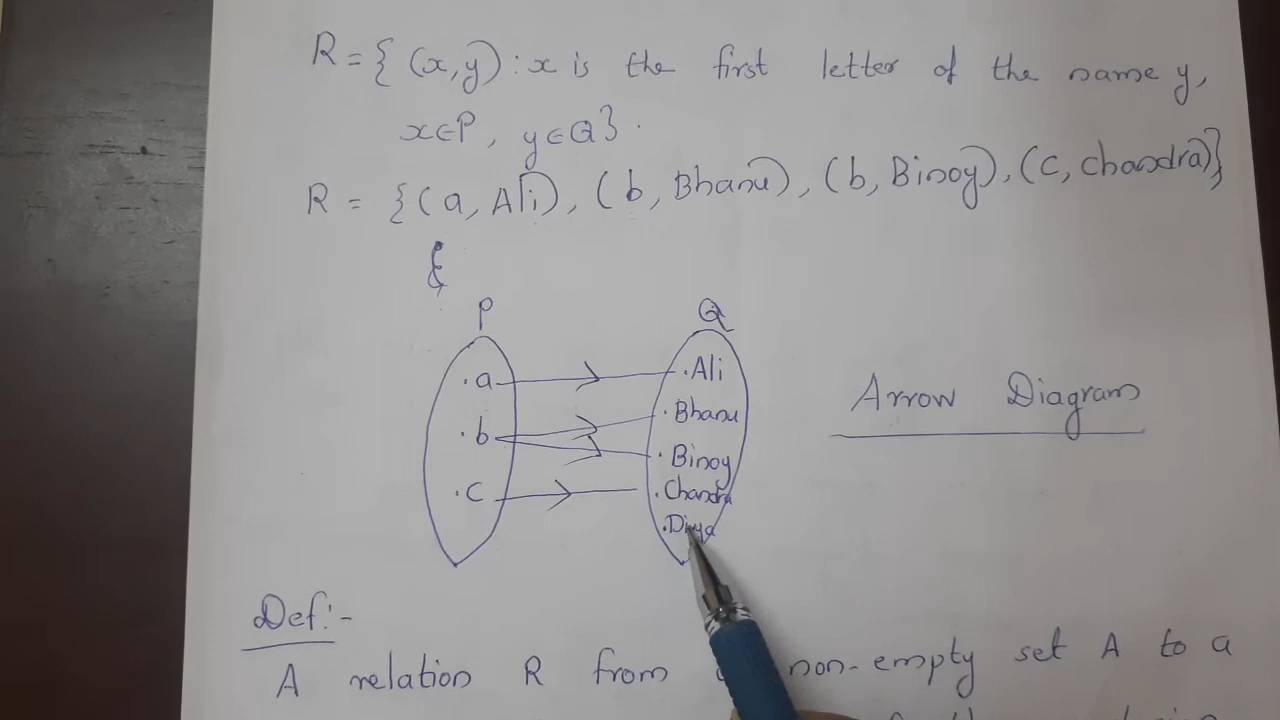 R = { (x,y) : x is the first letter of the name y,
x∈P, y∈Q}.
R = {(a, Ali), (b, Bhanu), (b, Binoy), (c, Chandra)}
{
P
Q
.a
.Ali
.b
.Bhanu
.Binoy
.c
.Chandra
.Divya
Arrow Diagram
Def:-
A relation R from non-empty set A to a